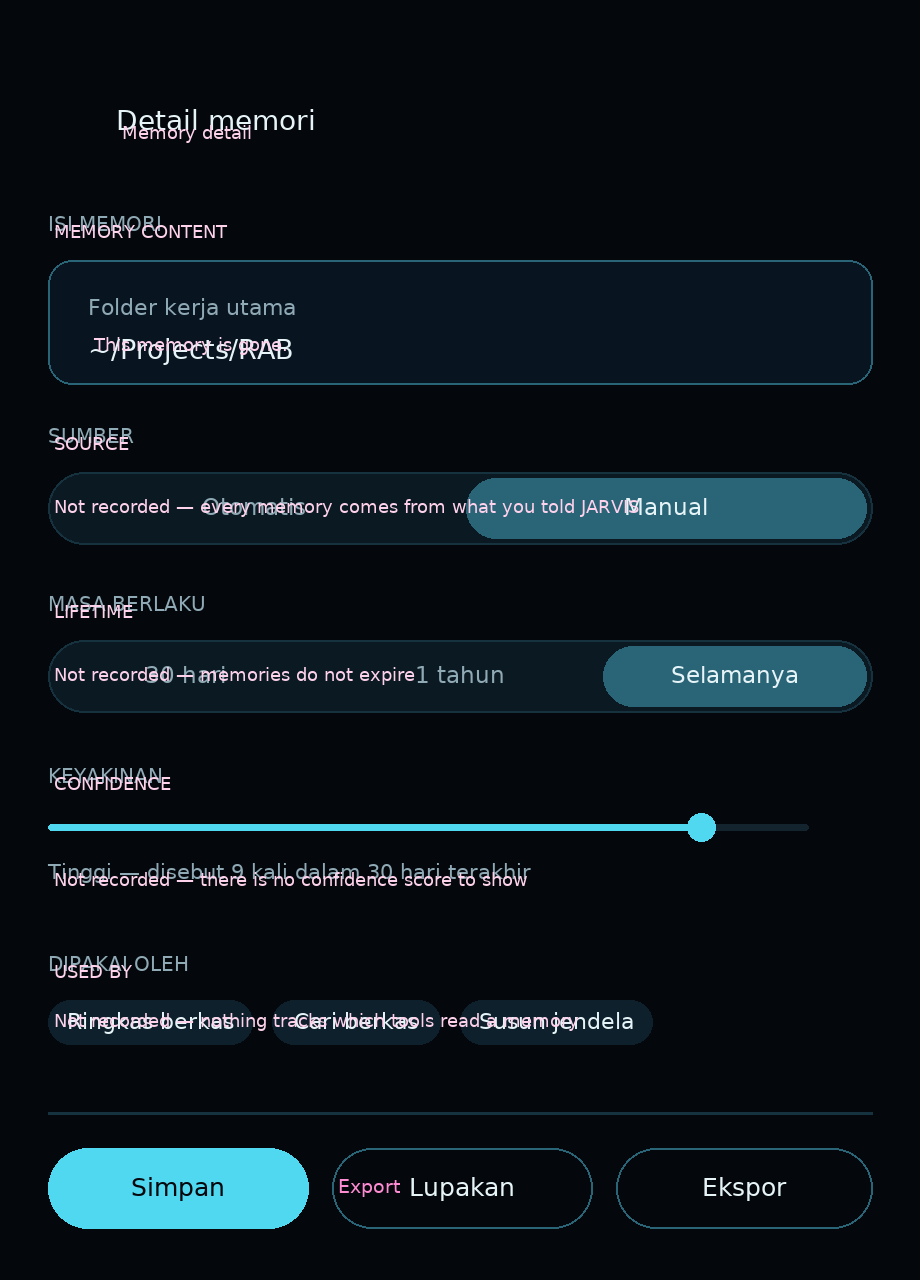 Detail memori
Memory detail
ISI MEMORI
MEMORY CONTENT
Folder kerja utama
This memory is gone.
~/Projects/RAB
SUMBER
SOURCE
Otomatis
Manual
Not recorded — every memory comes from what you told JARVIS
MASA BERLAKU
LIFETIME
30 hari
1 tahun
Selamanya
Not recorded — memories do not expire
KEYAKINAN
CONFIDENCE
Tinggi — disebut 9 kali dalam 30 hari terakhir
Not recorded — there is no confidence score to show
DIPAKAI OLEH
USED BY
Ringkas berkas
Cari berkas
Susun jendela
Not recorded — nothing tracks which tools read a memory
Simpan
Export
Lupakan
Ekspor